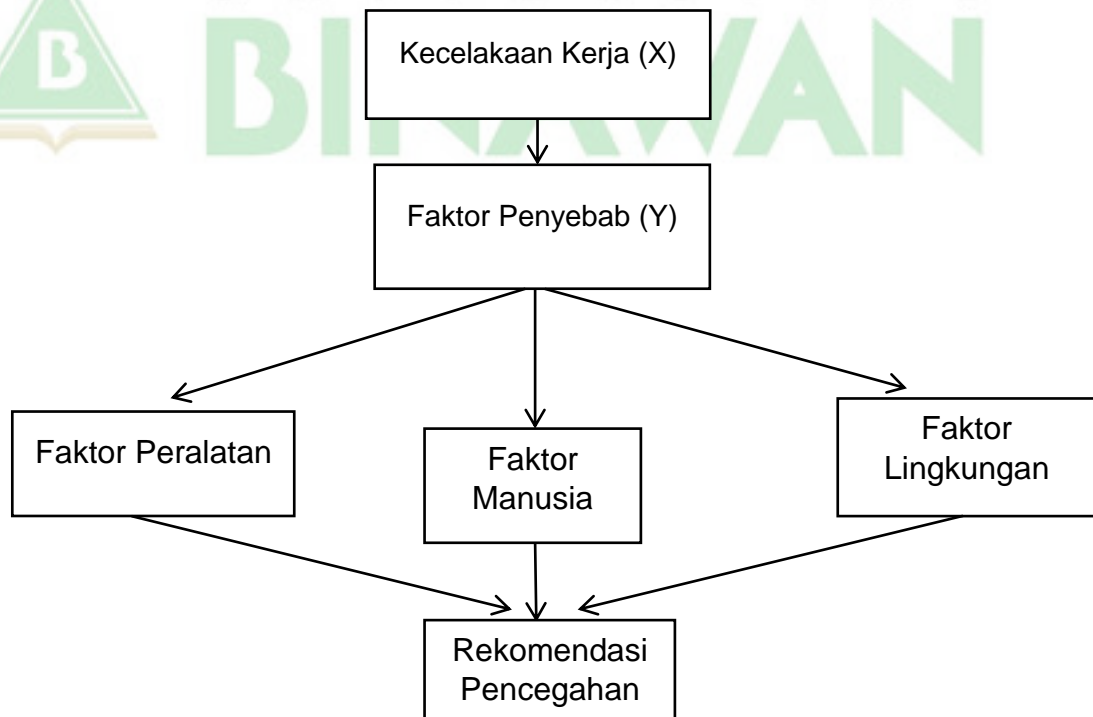 B BINAWAN
Kecelakaan Kerja (X)
Faktor Penyebab (Y)
Faktor Peralatan
Faktor
Manusia
Faktor
Lingkungan
Rekomendasi
Pencegahan